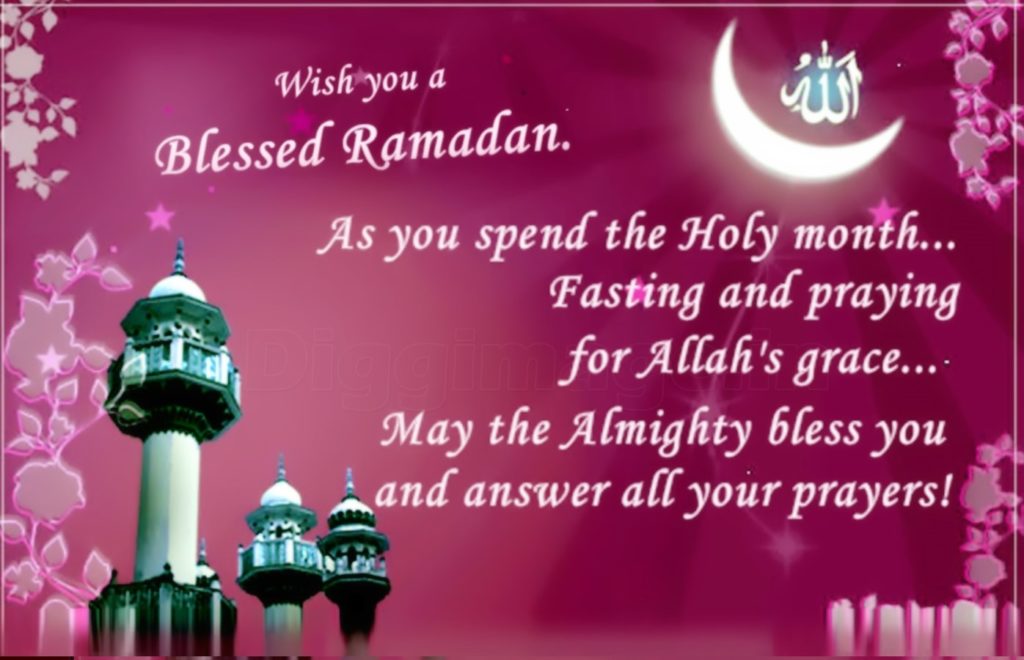 Wish you a
Blessed Ramadan.
الله
As you spend the Holy month...
Fasting and praying
for Allah's grace...
May the Almighty bless you
and answer all your prayers!